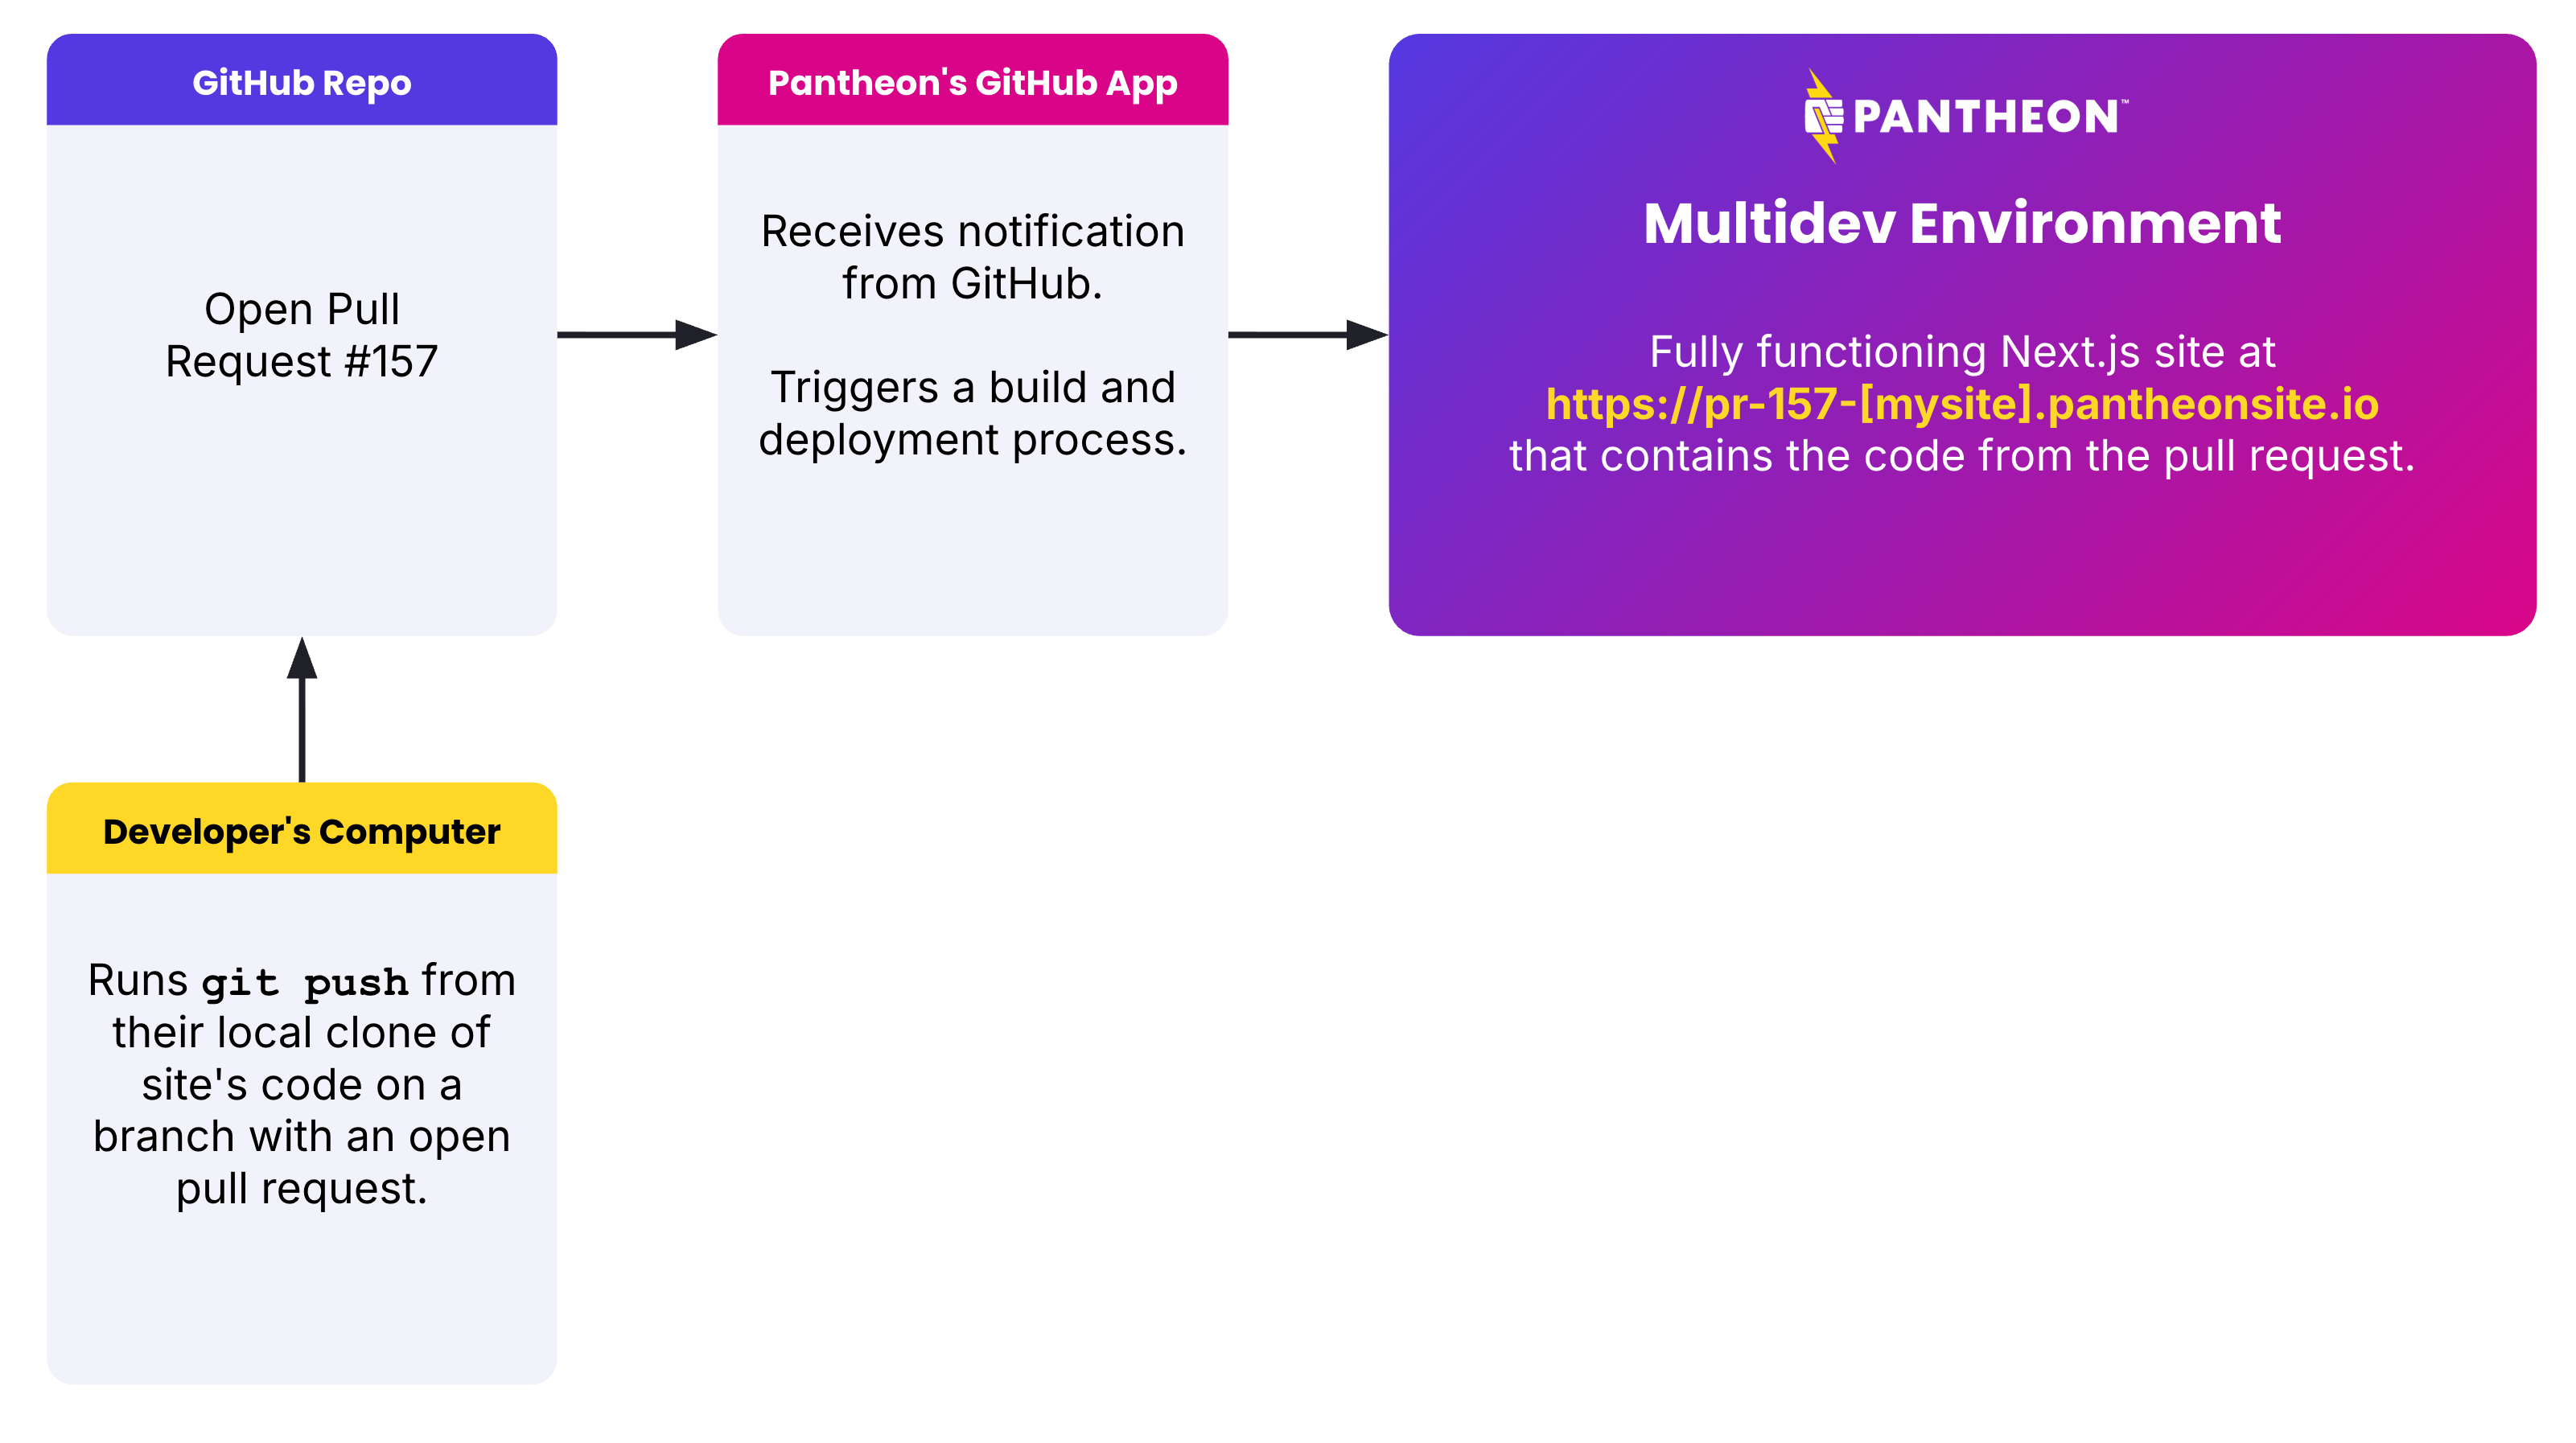 GitHub Repo
Open Pull
Request #157
Pantheon's GitHub App
Receives notification
from GitHub.
Triggers a build and
deployment process.
PANTHEON™
Multidev Environment
Fully functioning Next.js site at
https://pr-157-[mysite].pantheonsite.io
that contains the code from the pull request.
Developer's Computer
Runs git push from
their local clone of
site's code on a
branch with an open
pull request.